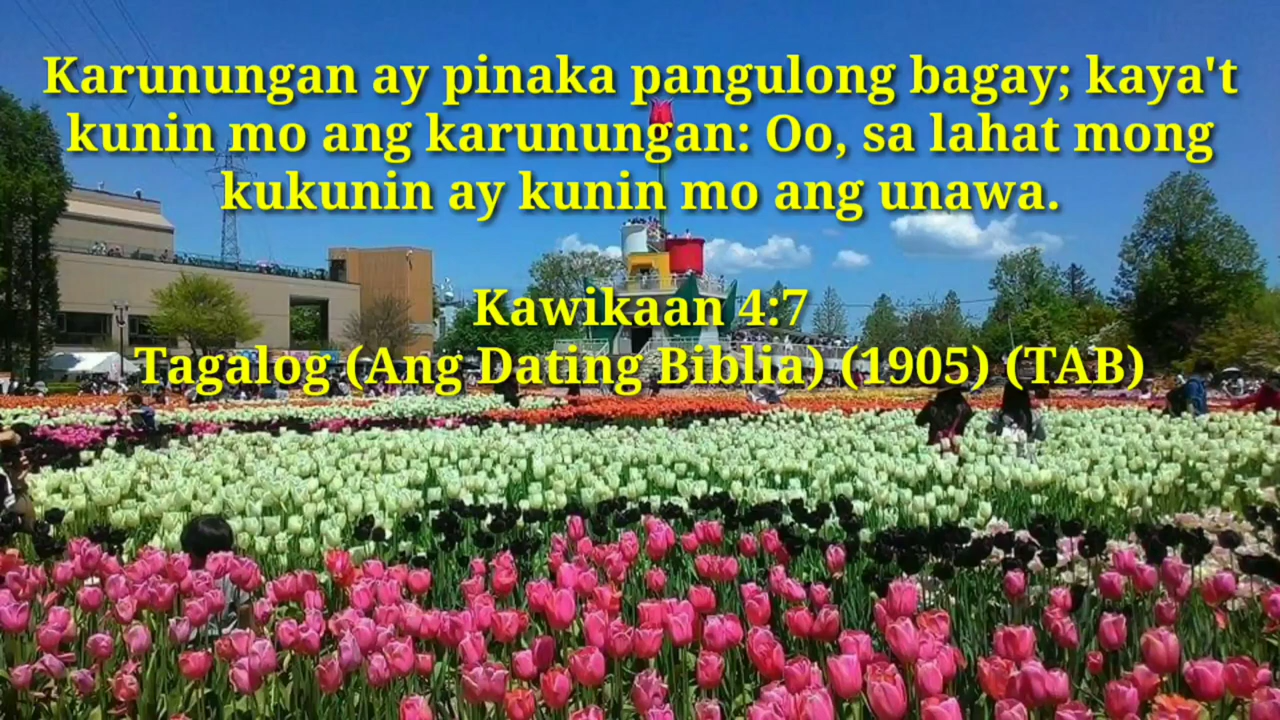 Karunungan ay pinaka pangulong bagay; kaya't
kunin mo ang karunungan: Oo, sa lahat mong
kukunin ay kunin mo ang unawa.
Kawikaan 4:7
Tagalog (Ang Dating Biblia) (1905) (TAB)